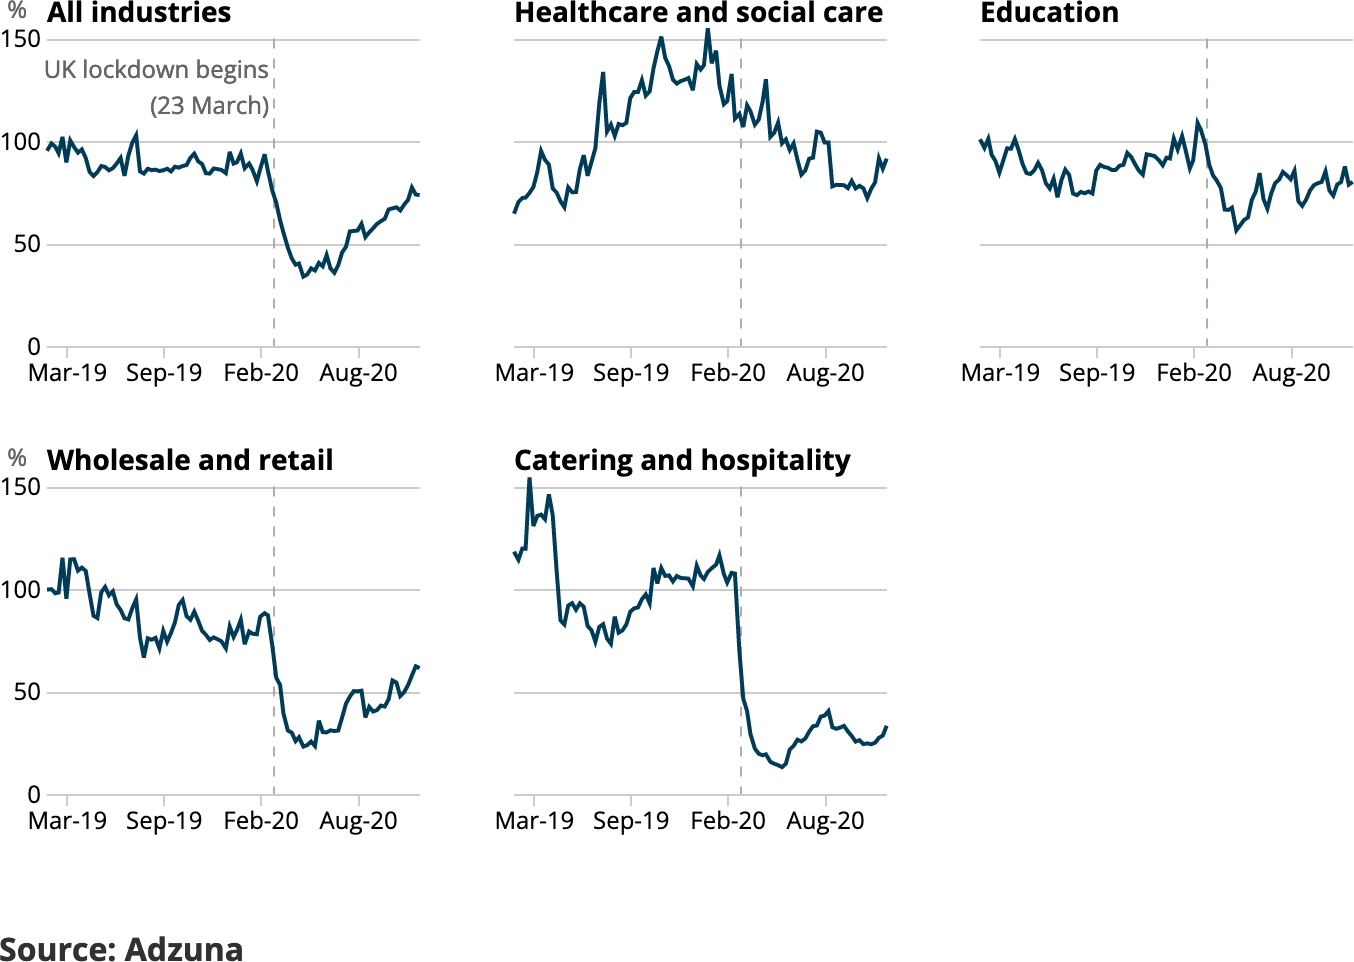 % All industries
Healthcare and social care
Education
150
UK lockdown begins
(23 March)
100
50
0
Mar-19 Sep-19 Feb-20 Aug-20
Mar-19 Sep-19 Feb-20 Aug-20
Mar-19 Sep-19 Feb-20 Aug-20
% Wholesale and retail
Catering and hospitality
150
100
50
0
Mar-19 Sep-19 Feb-20 Aug-20
Mar-19 Sep-19 Feb-20 Aug-20
Source: Adzuna